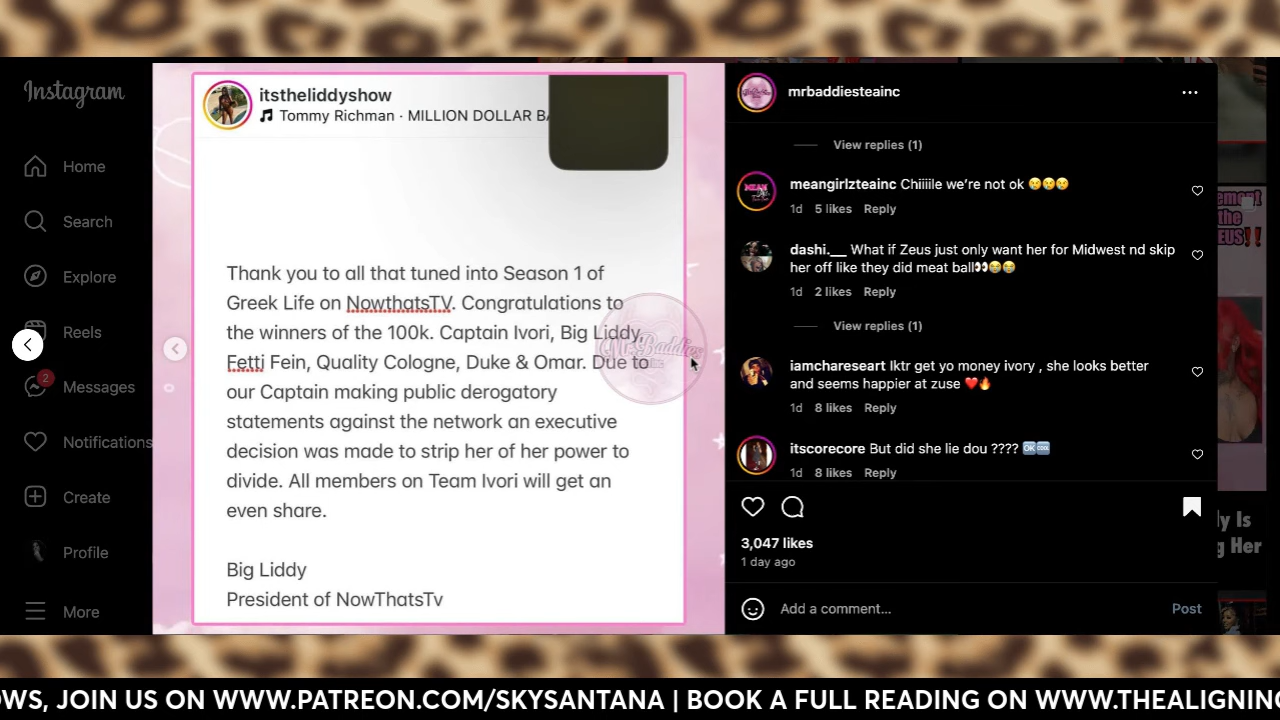 Instagram
Home
Search
Explore
Reels
2
Messages
Notifications
Create
Profile
More
itstheliddyshow
Tommy Richman · MILLION DOLLAR BA
Thank you to all that tuned into Season 1 of
Greek Life on NowthatsTV. Congratulations to
the winners of the 100k. Captain Ivori, Big Liddy,
Fetti Fein, Quality Cologne, Duke & Omar. Due to
our Captain making public derogatory
statements against the network an executive
decision was made to strip her of her power to
divide. All members on Team Ivori will get an
even share.
Big Liddy
President of NowThatsTv
mrbaddiesteainc
View replies (1)
meangirlzteainc Chiiiile we're not ok 😢😢😢
1d 5 likes Reply
dashi.__ What if Zeus just only want her for Midwest nd skip
her off like they did meat ball👀😂😂
1d 2 likes Reply
View replies (1)
iamchareseart Iktr get yo money ivory , she looks better
and seems happier at zuse ❤️🔥
1d 8 likes Reply
itscorecore But did she lie dou ???? 🆗🆒
1d 8 likes Reply
3,047 likes
1 day ago
Add a comment...
Post
ement
the
EUS‼️
ly Is
g Her
OWS, JOIN US ON WWW.PATREON.COM/SKYSANTANA | BOOK A FULL READING ON WWW.THEALIGNING